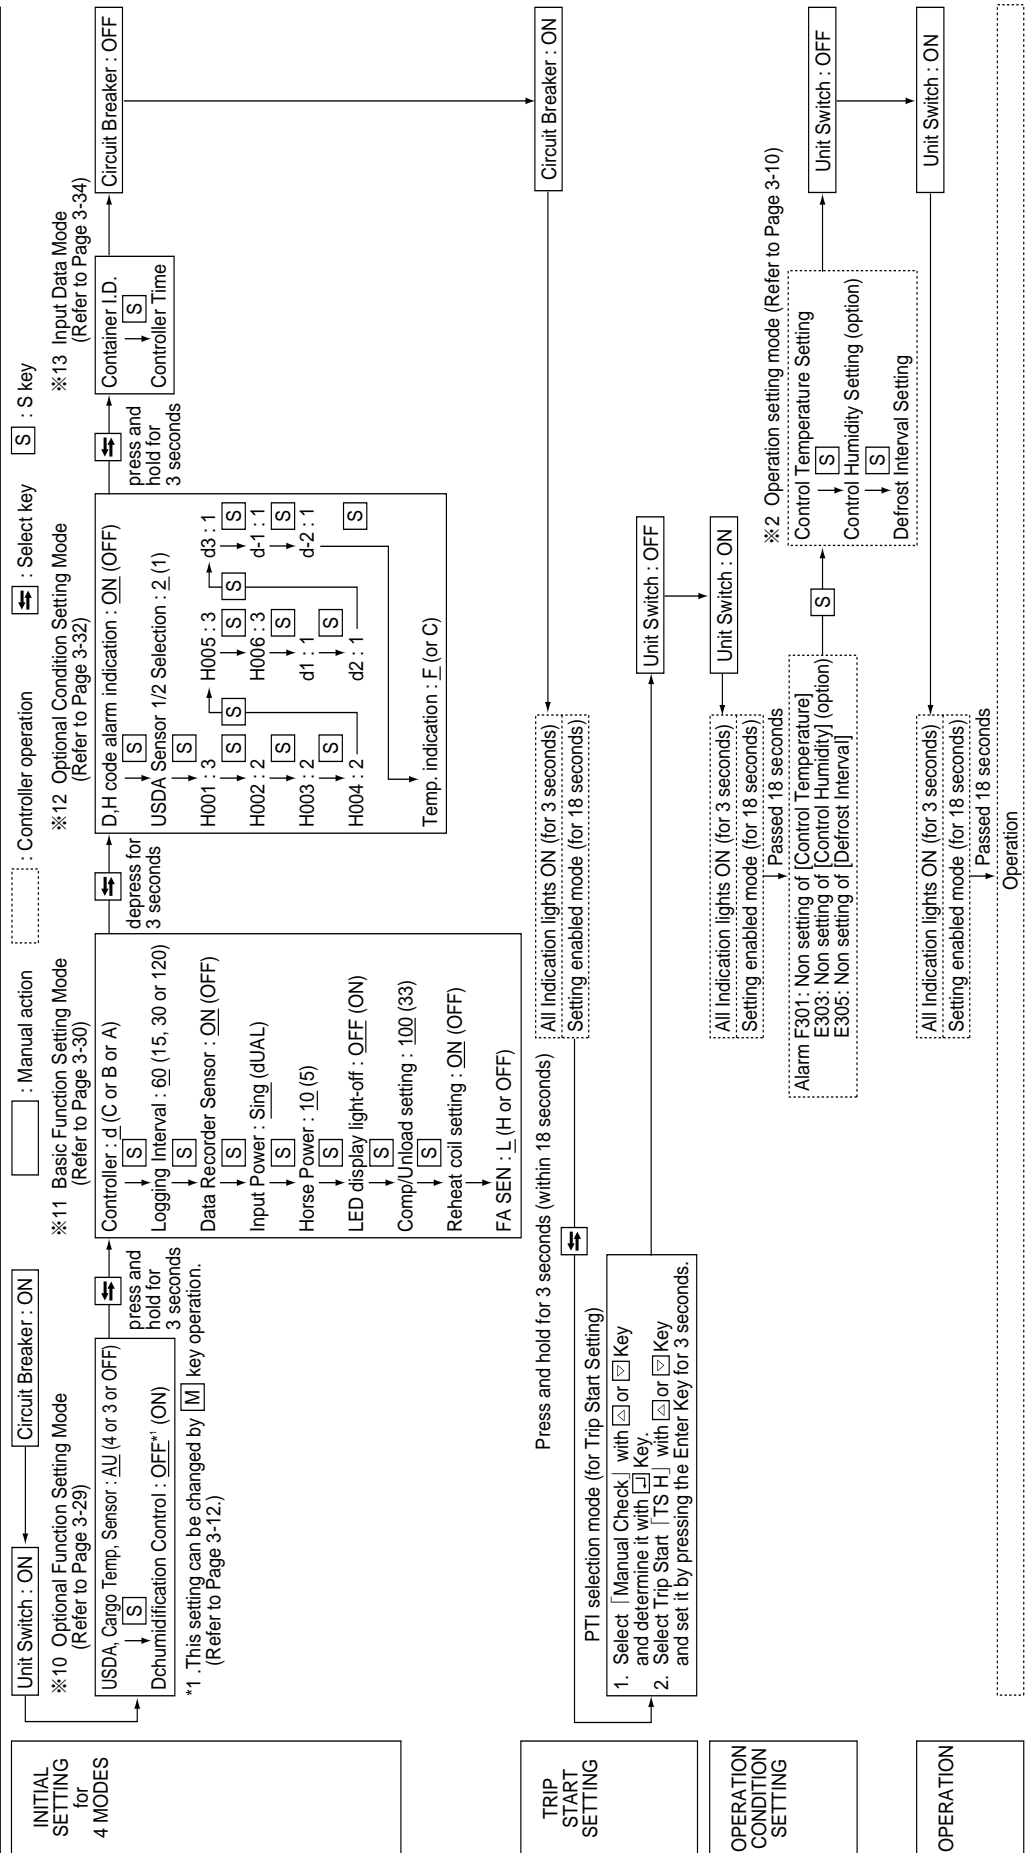 : Manual action
: Controller operation
: Select key
S : S key
INITIAL
SETTING
for
4 MODES
Unit Switch : ON
Circuit Breaker : ON
※10 Optional Function Setting Mode
(Refer to Page 3-29)
USDA, Cargo Temp, Sensor : AU (4 or 3 or OFF)
S
Dchumidification Control : OFF*1 (ON)
*1 .This setting can be changed by M key operation.
(Refer to Page 3-12.)
press and
hold for
3 seconds
※11 Basic Function Setting Mode
(Refer to Page 3-30)
Controller : d (C or B or A)
S
Logging Interval : 60 (15, 30 or 120)
S
Data Recorder Sensor : ON (OFF)
S
Input Power : Sing (dUAL)
S
Horse Power : 10 (5)
S
LED display light-off : OFF (ON)
S
Comp/Unload setting : 100 (33)
S
Reheat coil setting : ON (OFF)
FA SEN : L (H or OFF)
depress for
3 seconds
※12 Optional Condition Setting Mode
(Refer to Page 3-32)
D,H code alarm indication : ON (OFF)
S
USDA Sensor 1/2 Selection : 2 (1)
S
H001 : 3
S
H002 : 2
S
H003 : 2
S
H004 : 2
S
H005 : 3
S
H006 : 3
S
d1 : 1
S
d2 : 1
S
d3 : 1
S
d-1 : 1
S
d-2 : 1
S
Temp. indication : F (or C)
press and
hold for
3 seconds
※13 Input Data Mode
(Refer to Page 3-34)
Container I.D.
S
Controller Time
Circuit Breaker : OFF
TRIP
START
SETTING
Circuit Breaker : ON
All Indication lights ON (for 3 seconds)
Setting enabled mode (for 18 seconds)
Press and hold for 3 seconds (within 18 seconds)
PTI selection mode (for Trip Start Setting)
1. Select 「Manual Check」 with △ or ▽ Key
and determine it with ↵ Key.
2. Select Trip Start 「TS H」 with △ or ▽ Key
and set it by pressing the Enter Key for 3 seconds.
Unit Switch : OFF
OPERATION
CONDITION
SETTING
Unit Switch : ON
All Indication lights ON (for 3 seconds)
Setting enabled mode (for 18 seconds)
Passed 18 seconds
Alarm F301: Non setting of [Control Temperature]
E303: Non setting of [Control Humidity] (option)
E305: Non setting of [Defrost Interval]
S
※2 Operation setting mode (Refer to Page 3-10)
Control Temperature Setting
S
Control Humidity Setting (option)
S
Defrost Interval Setting
Unit Switch : OFF
OPERATION
Unit Switch : ON
All Indication lights ON (for 3 seconds)
Setting enabled mode (for 18 seconds)
Passed 18 seconds
Operation